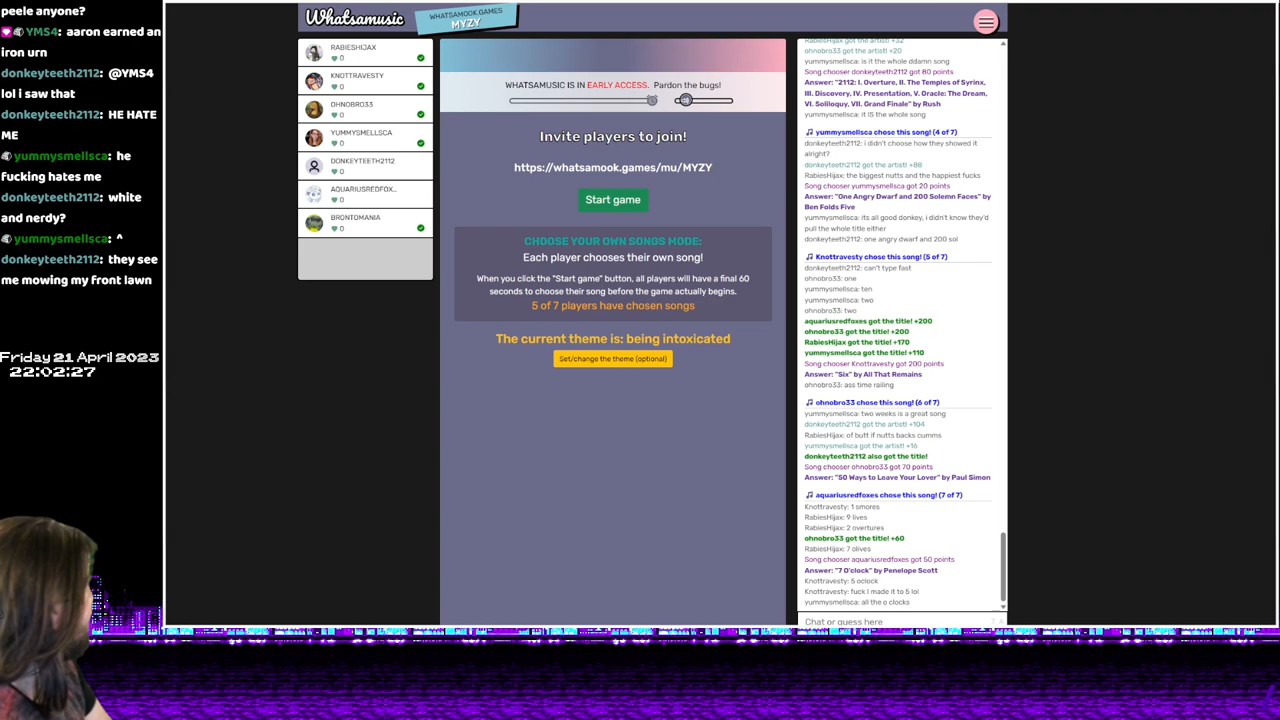 peele anyone?
YMS4: aaron craved an
iron urn
donkeyteeth2112: @YMS4
lol i saw that
donkeyteeth2112: H HATE
ME
yummysmellsca: he
fucking hates me
donkeyteeth2112: white
and nerdy?
yummysmellsca: ^
donkeyteeth2112: they see
me rowling myford
Friday 21 April 2023
22:02:27
Whatsamusic
WHATSAMOOK.GAMES
MYZY
RABIESHIJAX
0
KNOTTRAVESTY
0
OHNOBRO33
0
YUMMYSMELLSCA
0
DONKEYTEETH2112
0
AQUARIUSREDFOX...
0
BRONTOMANIA
0
WHATSAMUSIC IS IN EARLY ACCESS. Pardon the bugs!
Invite players to join!
https://whatsamook.games/mu/MYZY
Start game
CHOOSE YOUR OWN SONGS MODE:
Each player chooses their own song!
When you click the "Start game" button, all players will have a final 60
seconds to choose their song before the game actually begins.
5 of 7 players have chosen songs
The current theme is: being intoxicated
Set/change the theme (optional)
RabiesHijax got the artist! +32
ohnobro33 got the artist! +20
yummysmellsca: is it the whole ddamn song
Song chooser donkeyteeth2112 got 80 points
Answer: "2112: I. Overture, II. The Temples of Syrinx,
III. Discovery, IV. Presentation, V. Oracle: The Dream,
VI. Soliloquy, VII. Grand Finale" by Rush
yummysmellsca: it IS the whole song
yummysmellsca chose this song! (4 of 7)
donkeyteeth2112: i didn't choose how they showed it
alright?
donkeyteeth2112 got the artist! +88
RabiesHijax: the biggest nutts and the happiest fucks
Song chooser yummysmellsca got 20 points
Answer: "One Angry Dwarf and 200 Solemn Faces" by
Ben Folds Five
yummysmellsca: its all good donkey, i didn't know they'd
pull the whole title either
donkeyteeth2112: one angry dwarf and 200 sol
Knottravesty chose this song! (5 of 7)
donkeyteeth2112: can't type fast
ohnobro33: one
yummysmellsca: ten
yummysmellsca: two
ohnobro33: two
aquariusredfoxes got the title! +200
ohnobro33 got the title! +200
RabiesHijax got the title! +170
yummysmellsca got the title! +110
Song chooser Knottravesty got 200 points
Answer: "Six" by All That Remains
ohnobro33: ass time railing
ohnobro33 chose this song! (6 of 7)
yummysmellsca: two weeks is a great song
donkeyteeth2112 got the artist! +104
RabiesHijax: of butt if nutts backs cumms
yummysmellsca got the artist! +16
donkeyteeth2112 also got the title!
Song chooser ohnobro33 got 70 points
Answer: "50 Ways to Leave Your Lover" by Paul Simon
aquariusredfoxes chose this song! (7 of 7)
Knottravesty: 1 smores
RabiesHijax: 9 lives
RabiesHijax: 2 overtures
ohnobro33 got the title! +60
RabiesHijax: 7 olives
Song chooser aquariusredfoxes got 50 points
Answer: "7 O'clock" by Penelope Scott
Knottravesty: 5 oclock
Knottravesty: fuck I made it to 5 lol
yummysmellsca: all the o clocks
Chat or guess here